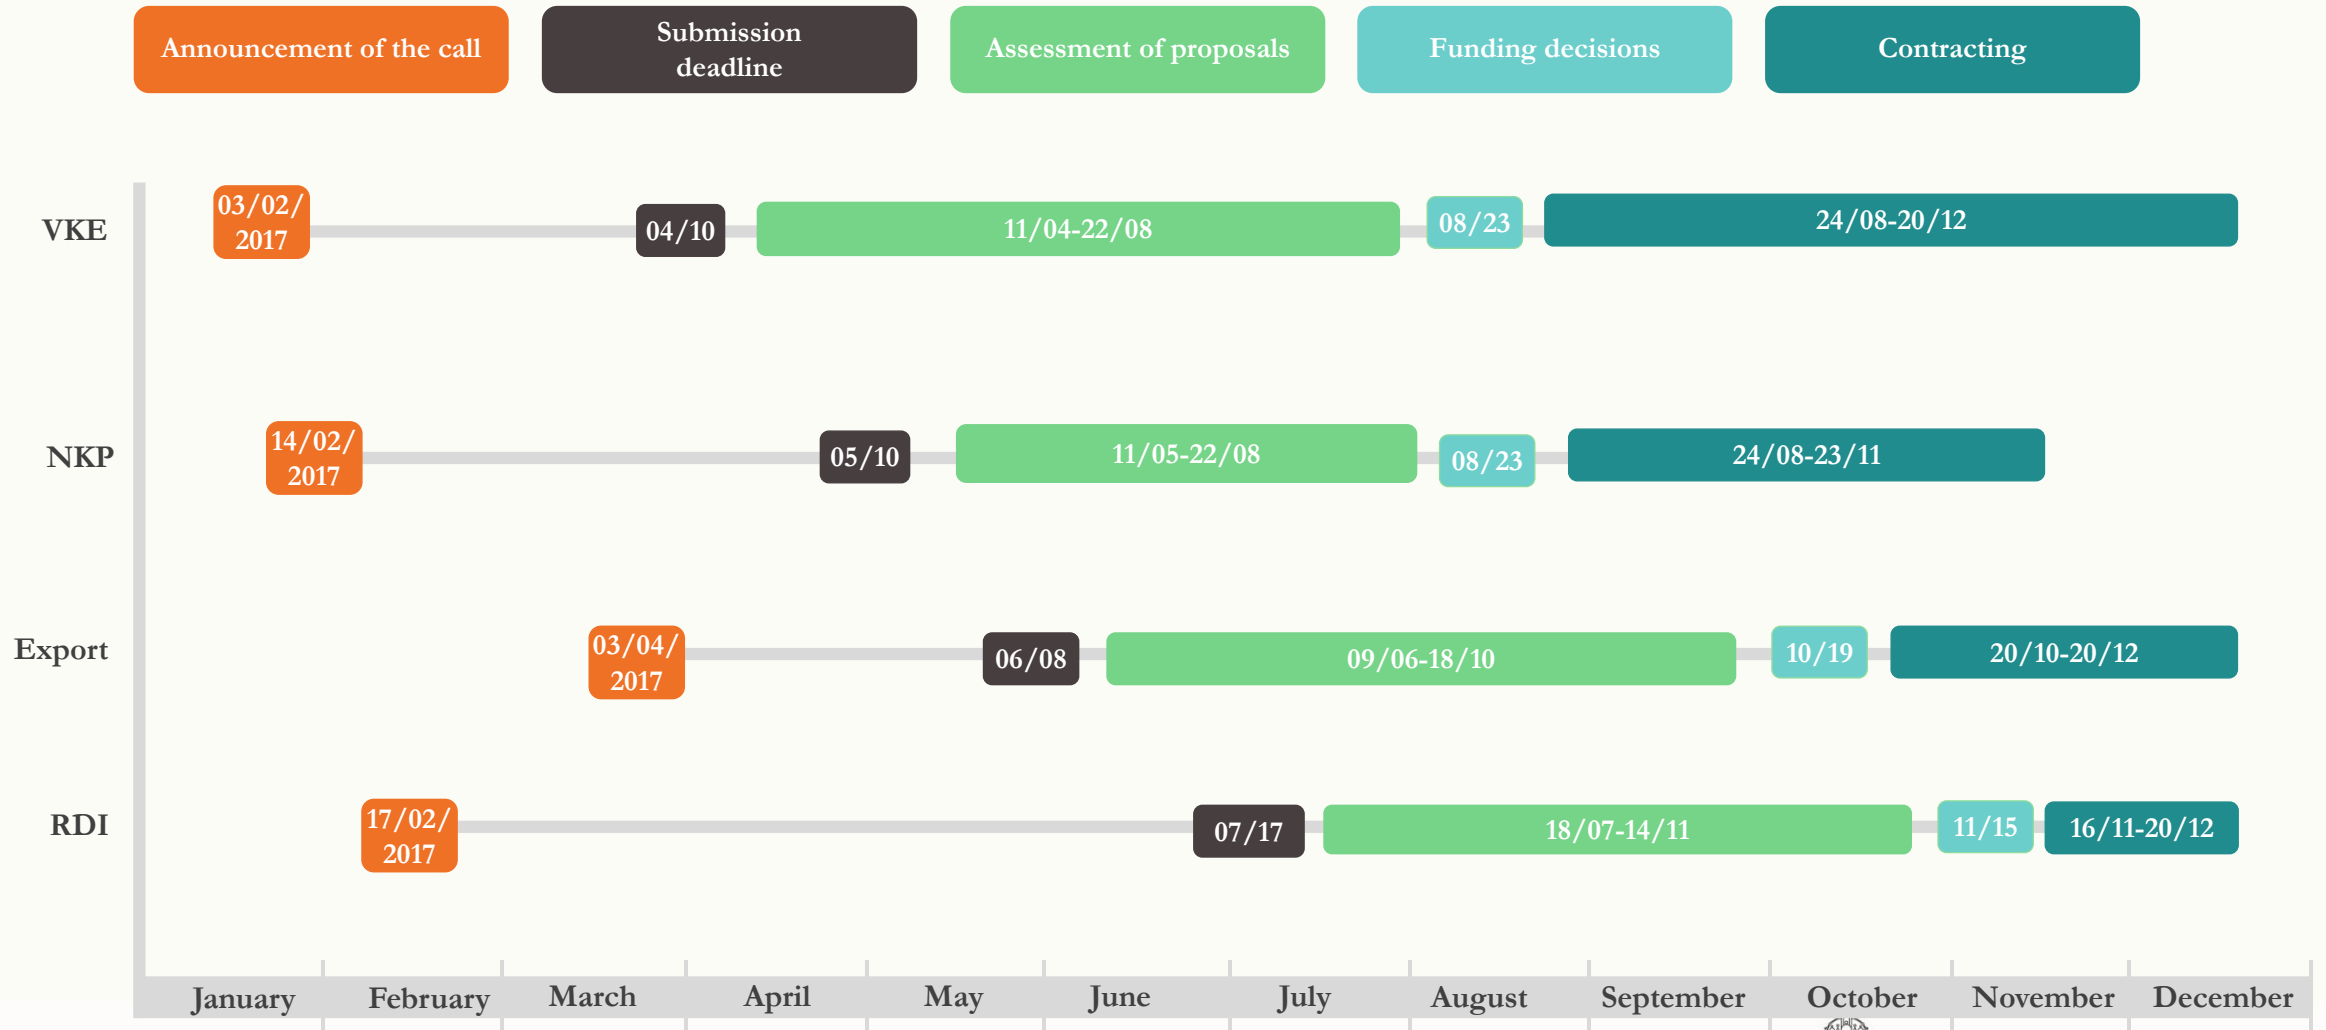 Announcement of the call
Submission
deadline
Assessment of proposals
Funding decisions
Contracting
VKE
03/02/
2017
04/10
11/04-22/08
08/23
24/08-20/12
NKP
14/02/
2017
05/10
11/05-22/08
08/23
24/08-23/11
Export
03/04/
2017
06/08
09/06-18/10
10/19
20/10-20/12
RDI
17/02/
2017
07/17
18/07-14/11
11/15
16/11-20/12
January February March April May June July August September October November December